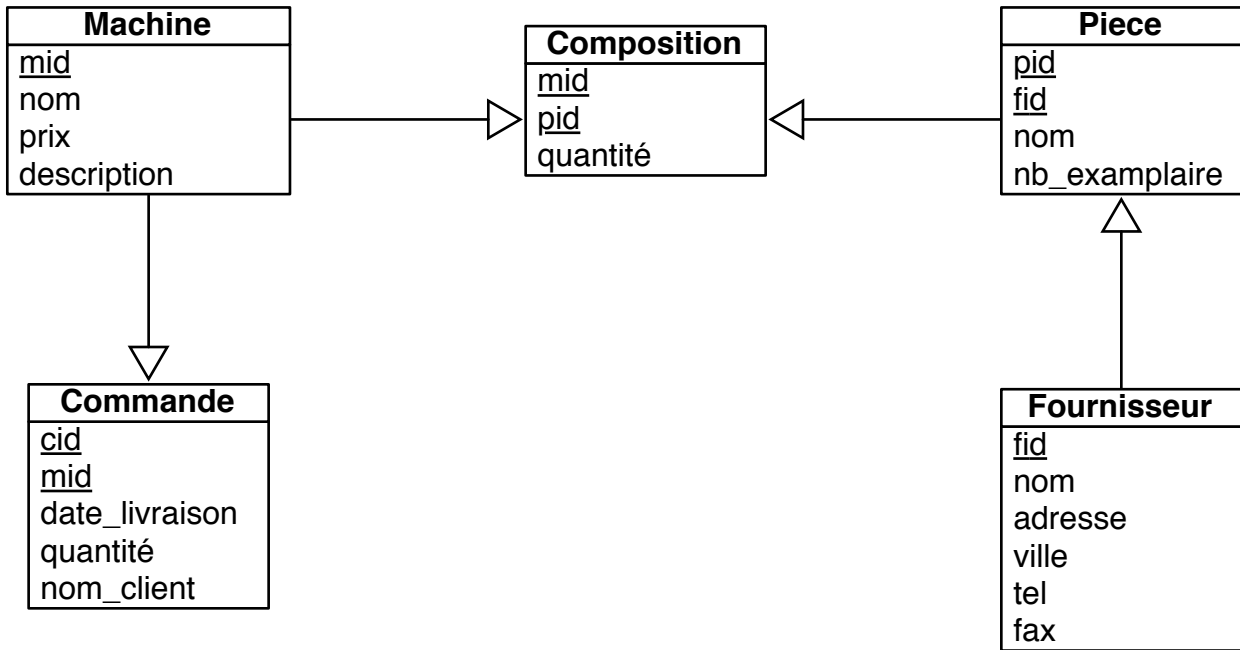 Machine
mid
nom
prix
description
Composition
mid
pid
quantité
Piece
pid
fid
nom
nb_examplaire
Commande
cid
mid
date_livraison
quantité
nom_client
Fournisseur
fid
nom
adresse
ville
tel
fax